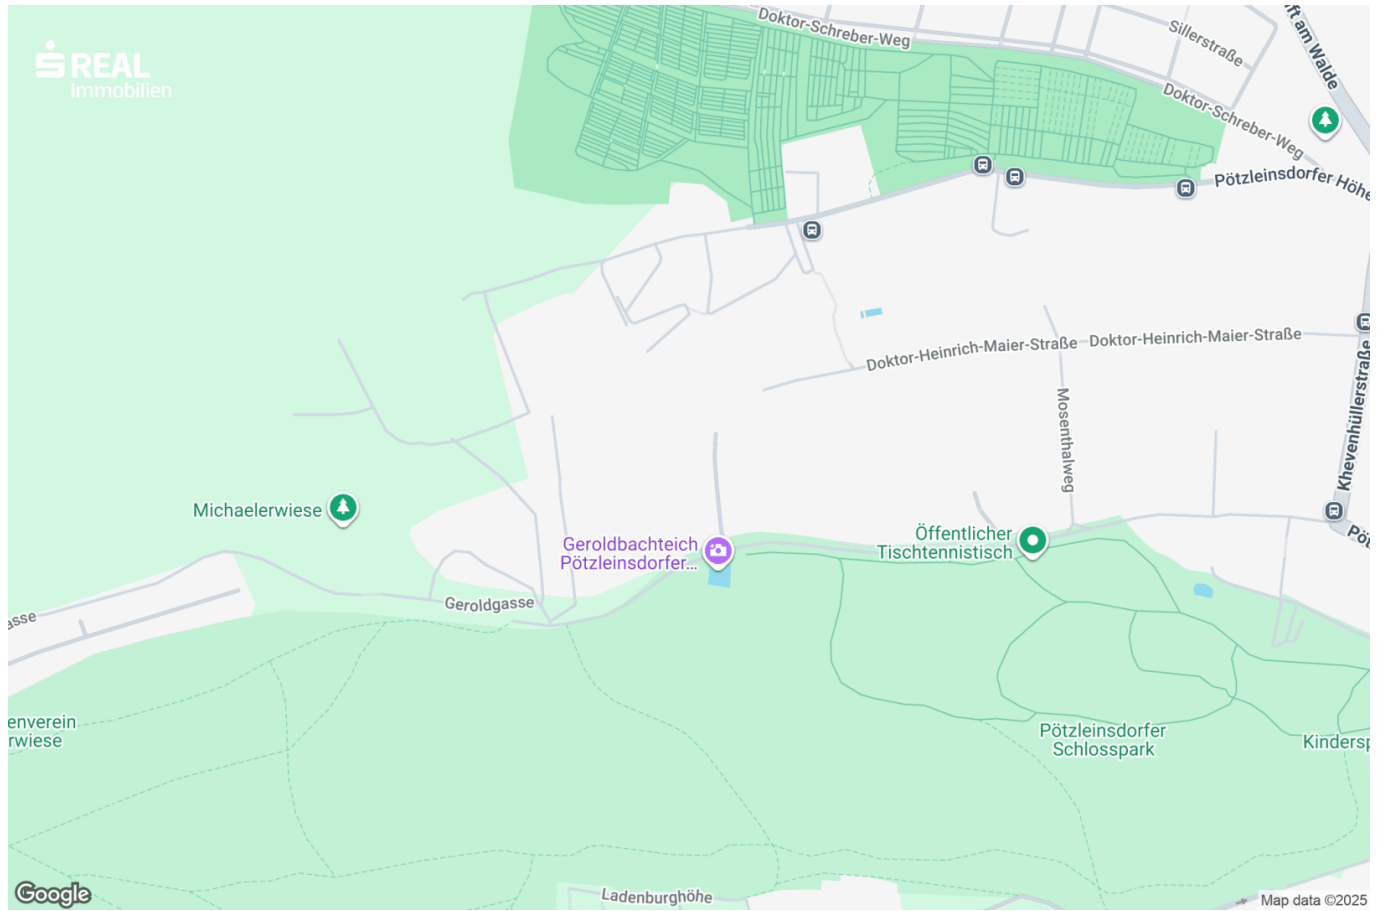 REAL
Immobilien
Doktor-Schreber-Weg
Sillerstraße
ft am Walde
Doktor-Schreber-Weg
Pötzleinsdorfer Höhe
Doktor-Heinrich-Maier-Straße
Doktor-Heinrich-Maier-Straße
Khevenhüllerstraße
Mosenthalweg
Michaelerwiese
Geroldbachteich
Pötzleinsdorfer...
Öffentlicher
Tischtennistisch
Pöt
Geroldgasse
asse
enverein
rwiese
Pötzleinsdorfer
Schlosspark
Kindersp
Ladenburghöhe
Google
Map data ©2025